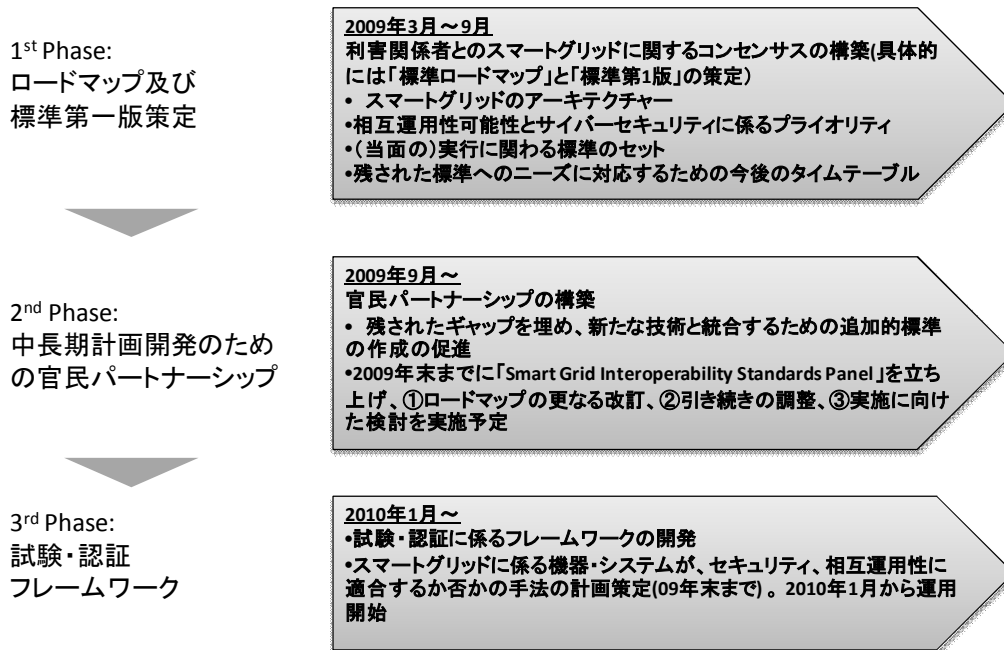 1st Phase:
ロードマップ及び
標準第一版策定
2009年3月～9月
利害関係者とのスマートグリッドに関するコンセンサスの構築(具体的
には「標準ロードマップ」と「標準第1版」の策定)
• スマートグリッドのアーキテクチャー
•相互運用性可能性とサイバーセキュリティに係るプライオリティ
•(当面の)実行に関わる標準のセット
•残された標準へのニーズに対応するための今後のタイムテーブル
2nd Phase:
中長期計画開発のため
の官民パートナーシップ
2009年9月～
官民パートナーシップの構築
• 残されたギャップを埋め、新たな技術と統合するための追加的標準
の作成の促進
•2009年末までに「Smart Grid Interoperability Standards Panel」を立ち
上げ、①ロードマップの更なる改訂、②引き続きの調整、③実施に向け
た検討を実施予定
3rd Phase:
試験・認証
フレームワーク
2010年1月～
•試験・認証に係るフレームワークの開発
•スマートグリッドに係る機器・システムが、セキュリティ、相互運用性に
適合するか否かの手法の計画策定(09年末まで) 。2010年1月から運用
開始